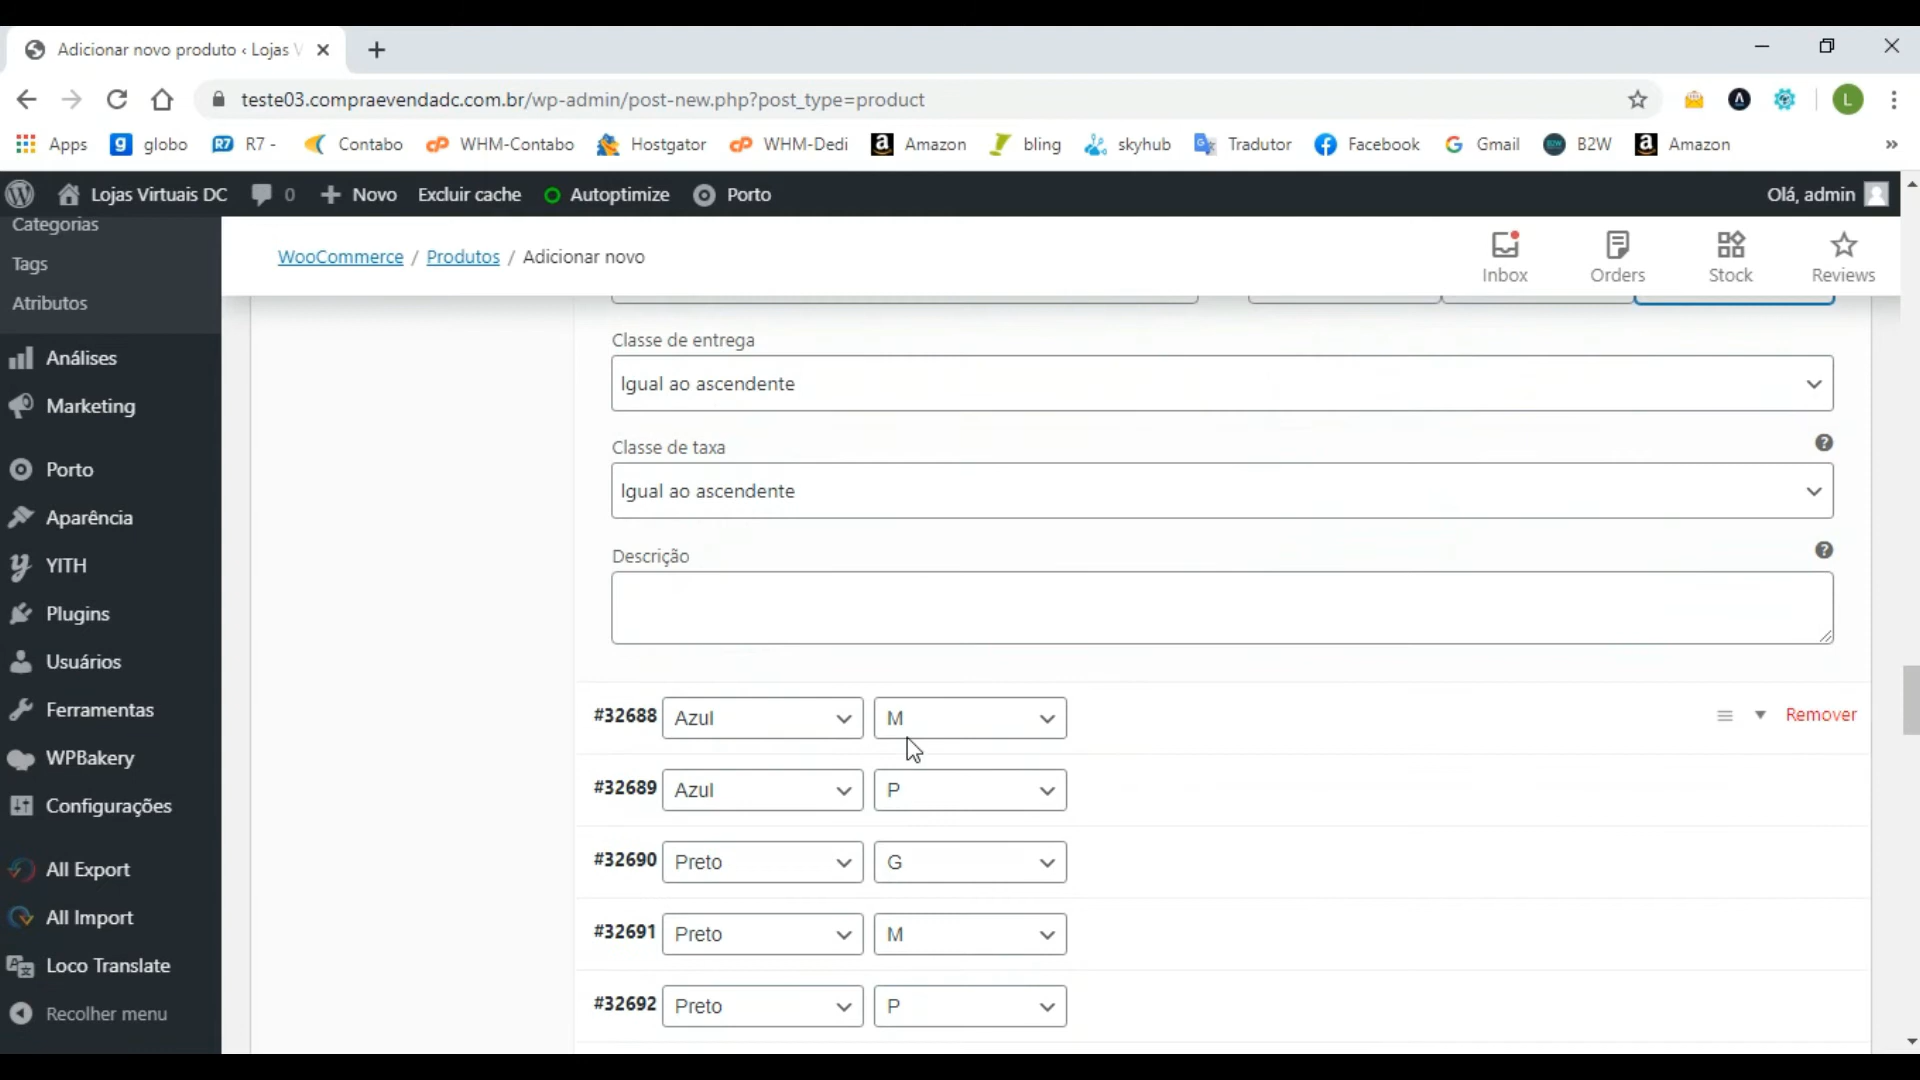 Adicionar novo produto ‹ Lojas V
teste03.compraevendadc.com.br/wp-admin/post-new.php?post_type=product
L
Apps globo R7 - Contabo WHM-Contabo Hostgator WHM-Dedi Amazon bling skyhub Tradutor Facebook Gmail B2W Amazon »
Lojas Virtuais DC 0 Novo Excluir cache Autoptimize Porto Olá, admin
Categorias
Tags
Atributos
Análises
Marketing
Porto
Aparência
YITH
Plugins
Usuários
Ferramentas
WPBakery
Configurações
All Export
All Import
Loco Translate
Recolher menu
WooCommerce / Produtos / Adicionar novo
Inbox Orders Stock Reviews
Classe de entrega
Igual ao ascendente
Classe de taxa
Igual ao ascendente
Descrição
#32688 Azul M Remover
#32689 Azul P
#32690 Preto G
#32691 Preto M
#32692 Preto P